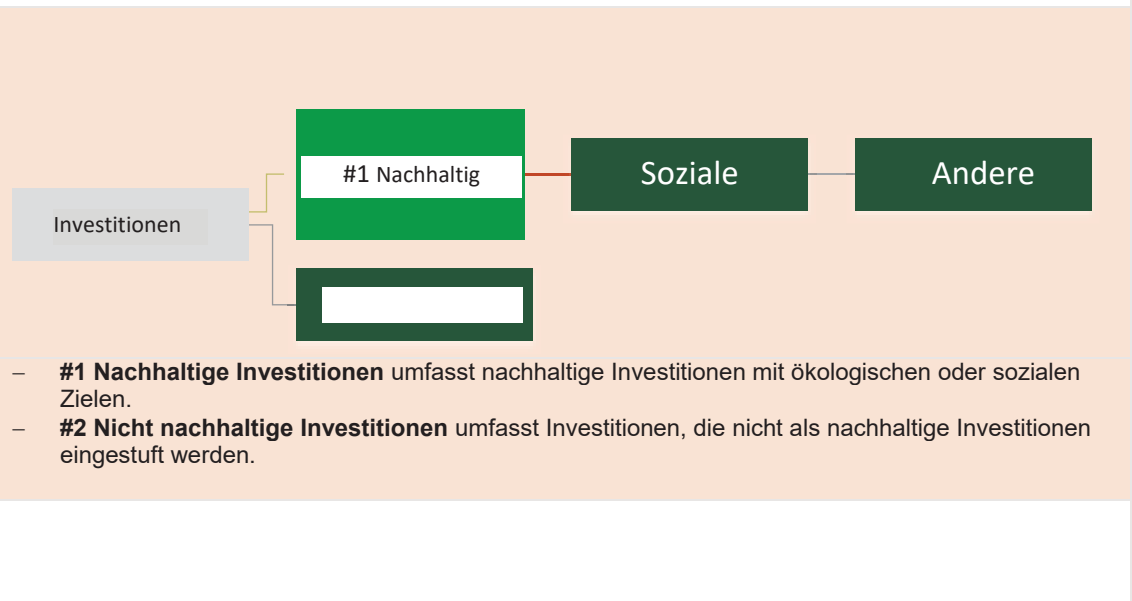 #1 Nachhaltig
Soziale
Andere
Investitionen
– #1 Nachhaltige Investitionen umfasst nachhaltige Investitionen mit ökologischen oder sozialen
Zielen.
– #2 Nicht nachhaltige Investitionen umfasst Investitionen, die nicht als nachhaltige Investitionen
eingestuft werden.